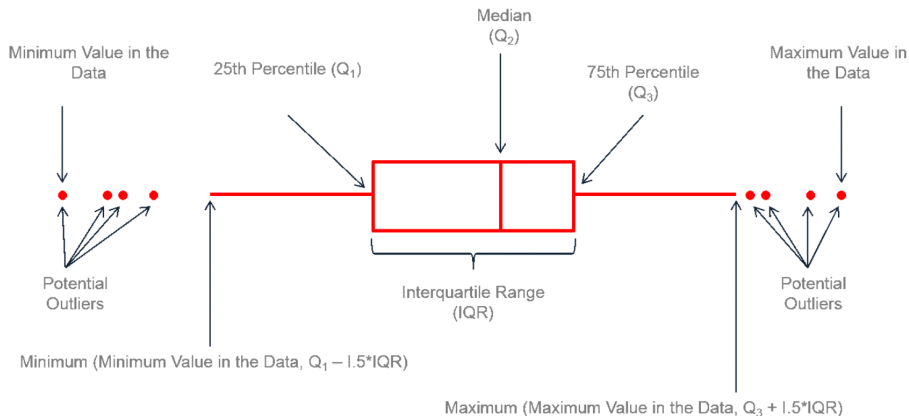 Median
(Q2)
Minimum Value in the
Data
25th Percentile (Q1)
75th Percentile
(Q3)
Maximum Value in
the Data
Potential
Outliers
Interquartile Range
(IQR)
Potential
Outliers
Minimum (Minimum Value in the Data, Q1 – I.5*IQR)
Maximum (Maximum Value in the Data, Q3 + I.5*IQR)